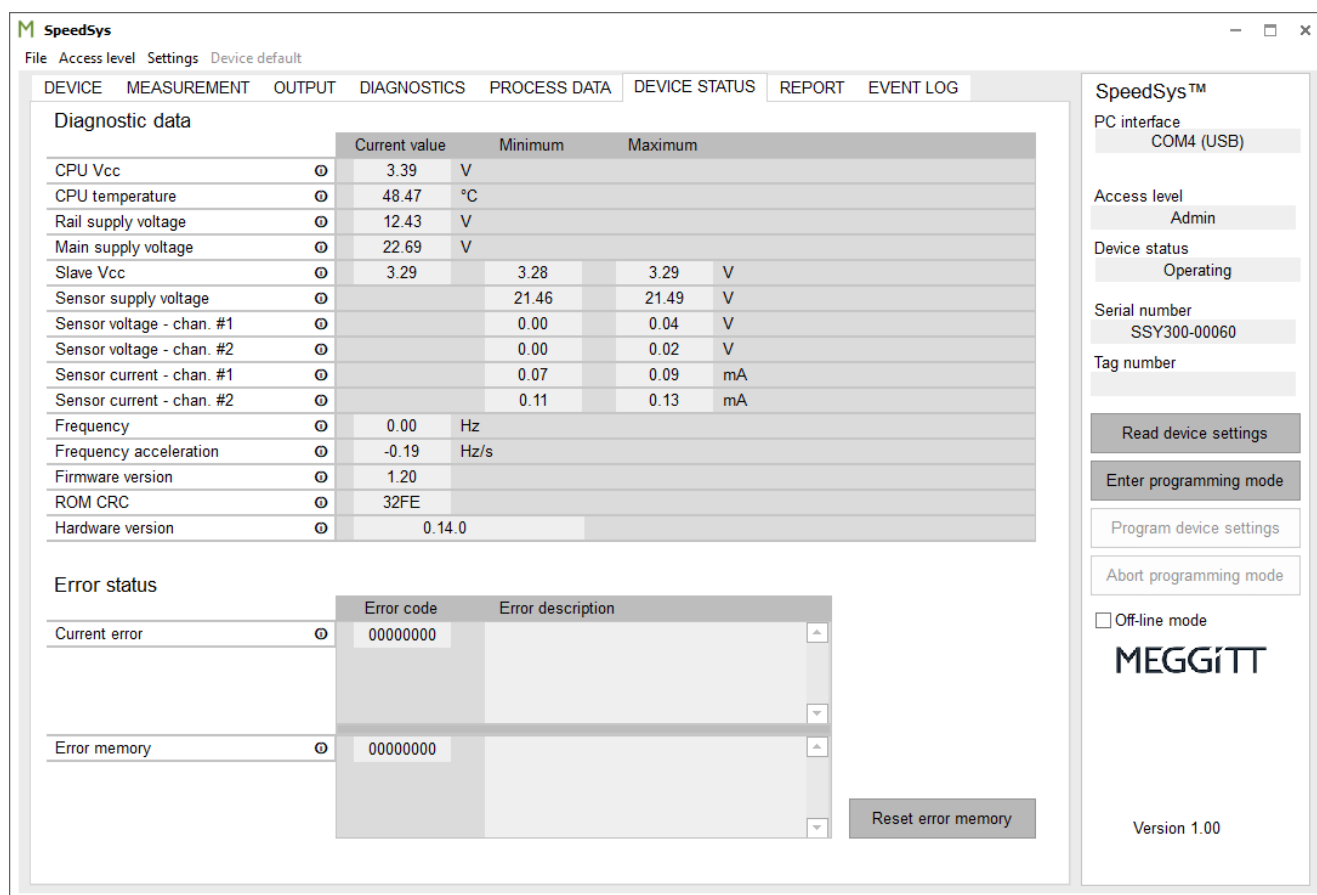 SpeedSys
File Access level Settings Device default
DEVICE MEASUREMENT OUTPUT DIAGNOSTICS PROCESS DATA DEVICE STATUS REPORT EVENT LOG
Diagnostic data
Current value Minimum Maximum
CPU Vcc 3.39 V
CPU temperature 48.47 °C
Rail supply voltage 12.43 V
Main supply voltage 22.69 V
Slave Vcc 3.29 3.28 3.29 V
Sensor supply voltage 21.46 21.49 V
Sensor voltage - chan. #1 0.00 0.04 V
Sensor voltage - chan. #2 0.00 0.02 V
Sensor current - chan. #1 0.07 0.09 mA
Sensor current - chan. #2 0.11 0.13 mA
Frequency 0.00 Hz
Frequency acceleration -0.19 Hz/s
Firmware version 1.20
ROM CRC 32FE
Hardware version 0.14.0
Error status
Error code Error description
Current error 00000000
Error memory 00000000
Reset error memory
SpeedSys™
PC interface
COM4 (USB)
Access level
Admin
Device status
Operating
Serial number
SSY300-00060
Tag number
Read device settings
Enter programming mode
Program device settings
Abort programming mode
Off-line mode
MEGGiTT
Version 1.00